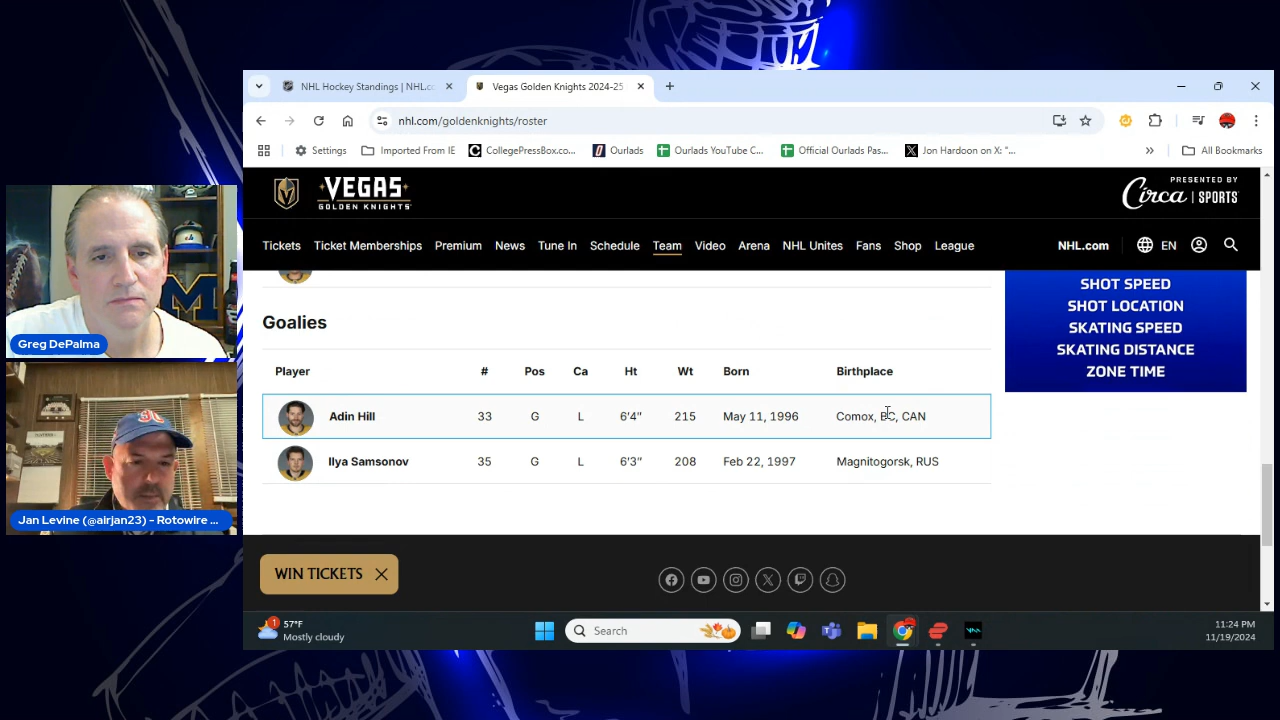 NHL Hockey Standings | NHL.c
Vegas Golden Knights 2024-25
nhl.com/goldenknights/roster
Settings
Imported From IE
CollegePressBox.co...
Ourlads
Ourlads YouTube C...
Official Ourlads Pas...
Jon Hardoon on X: "...
»
All Bookmarks
VEGAS
GOLDEN KNIGHTS
PRESENTED BY
Circa | SPORTS
Tickets Ticket Memberships Premium News Tune In Schedule Team Video Arena NHL Unites Fans Shop League NHL.com EN
Goalies
Player # Pos Ca Ht Wt Born Birthplace
Adin Hill 33 G L 6'4" 215 May 11, 1996 Comox, BC, CAN
Ilya Samsonov 35 G L 6'3" 208 Feb 22, 1997 Magnitogorsk, RUS
SHOT SPEED
SHOT LOCATION
SKATING SPEED
SKATING DISTANCE
ZONE TIME
WIN TICKETS
M
Greg DePalma
Jan Levine (@airjan23) - Rotowire ...
1
57°F
Mostly cloudy
Search
11:24 PM
11/19/2024